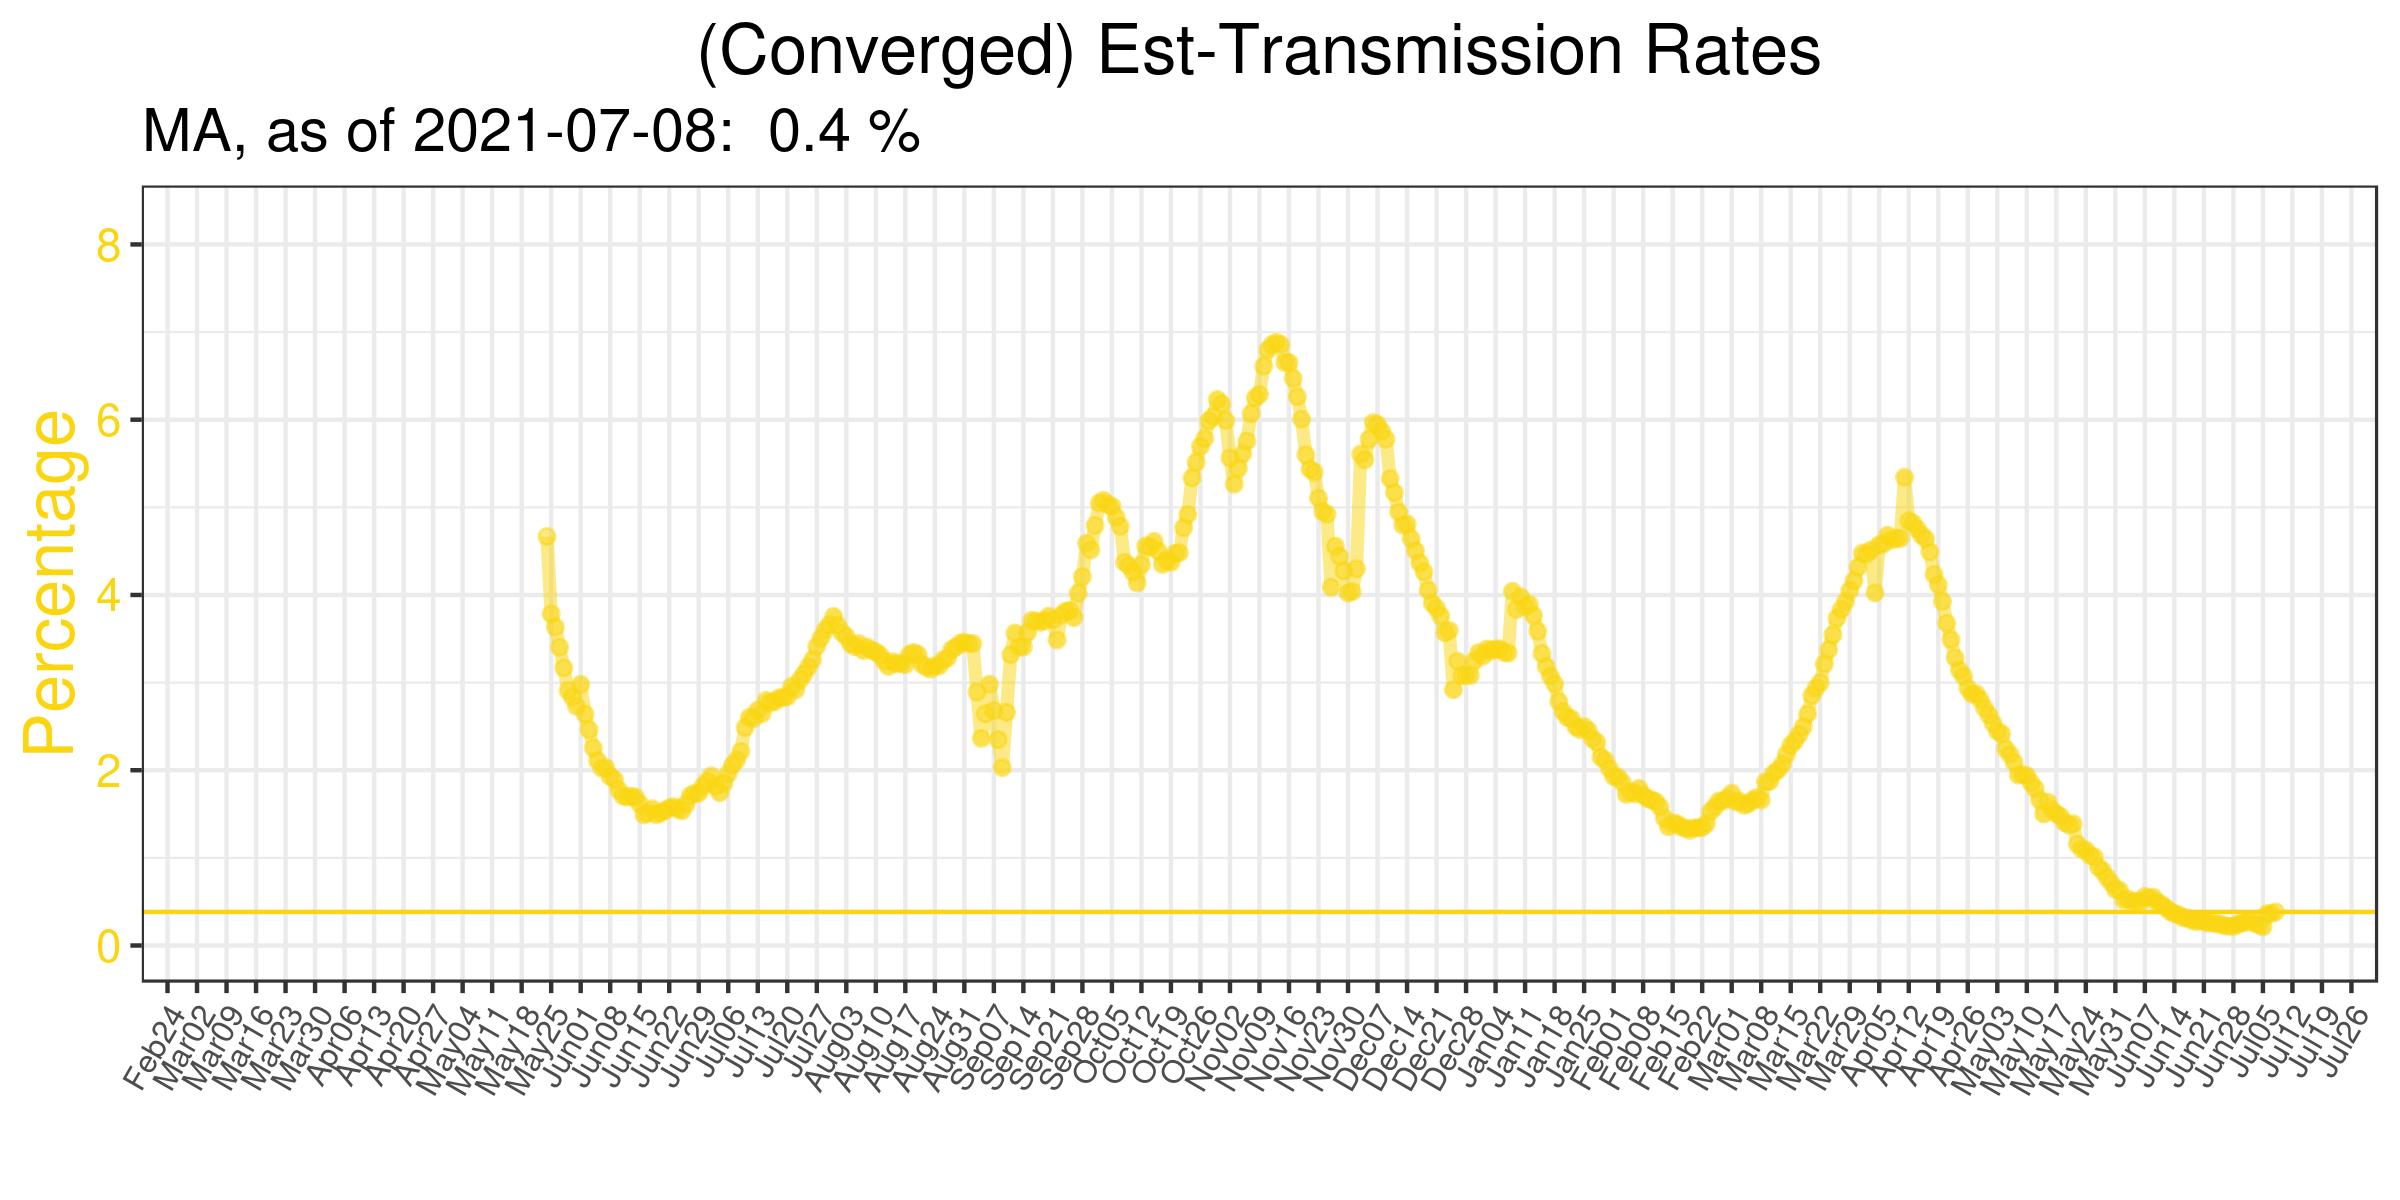 (Converged) Est-Transmission Rates
MA, as of 2021-07-08:  0.4 %
Percentage
8
6
4
2
0
Feb24
Mar02
Mar09
Mar16
Mar23
Mar30
Apr06
Apr13
Apr20
Apr27
May04
May11
May18
May25
Jun01
Jun08
Jun15
Jun22
Jun29
Jul06
Jul13
Jul20
Jul27
Aug03
Aug10
Aug17
Aug24
Aug31
Sep07
Sep14
Sep21
Sep28
Oct05
Oct12
Oct19
Oct26
Nov02
Nov09
Nov16
Nov23
Nov30
Dec07
Dec14
Dec21
Dec28
Jan04
Jan11
Jan18
Jan25
Feb01
Feb08
Feb15
Feb22
Mar01
Mar08
Mar15
Mar22
Mar29
Apr05
Apr12
Apr19
Apr26
May03
May10
May17
May24
May31
Jun07
Jun14
Jun21
Jun28
Jul05
Jul12
Jul19
Jul26